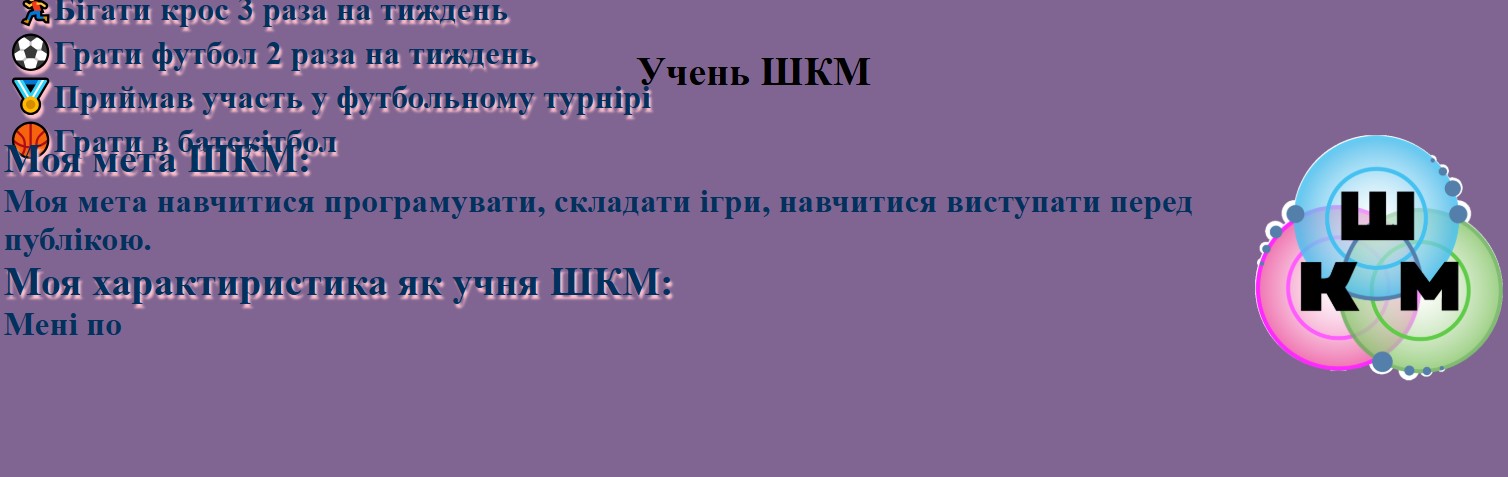 Бігати крос 3 раза на тиждень
Грати футбол 2 раза на тиждень
Учень ШКМ
Приймав участь у футбольному турнірі
Грати в батскітбол
Моя мета ШКМ:
Моя мета навчитися програмувати, складати ігри, навчитися виступати перед
публікою.
Моя характиристика як учня ШКМ:
Мені по
Ш
К М